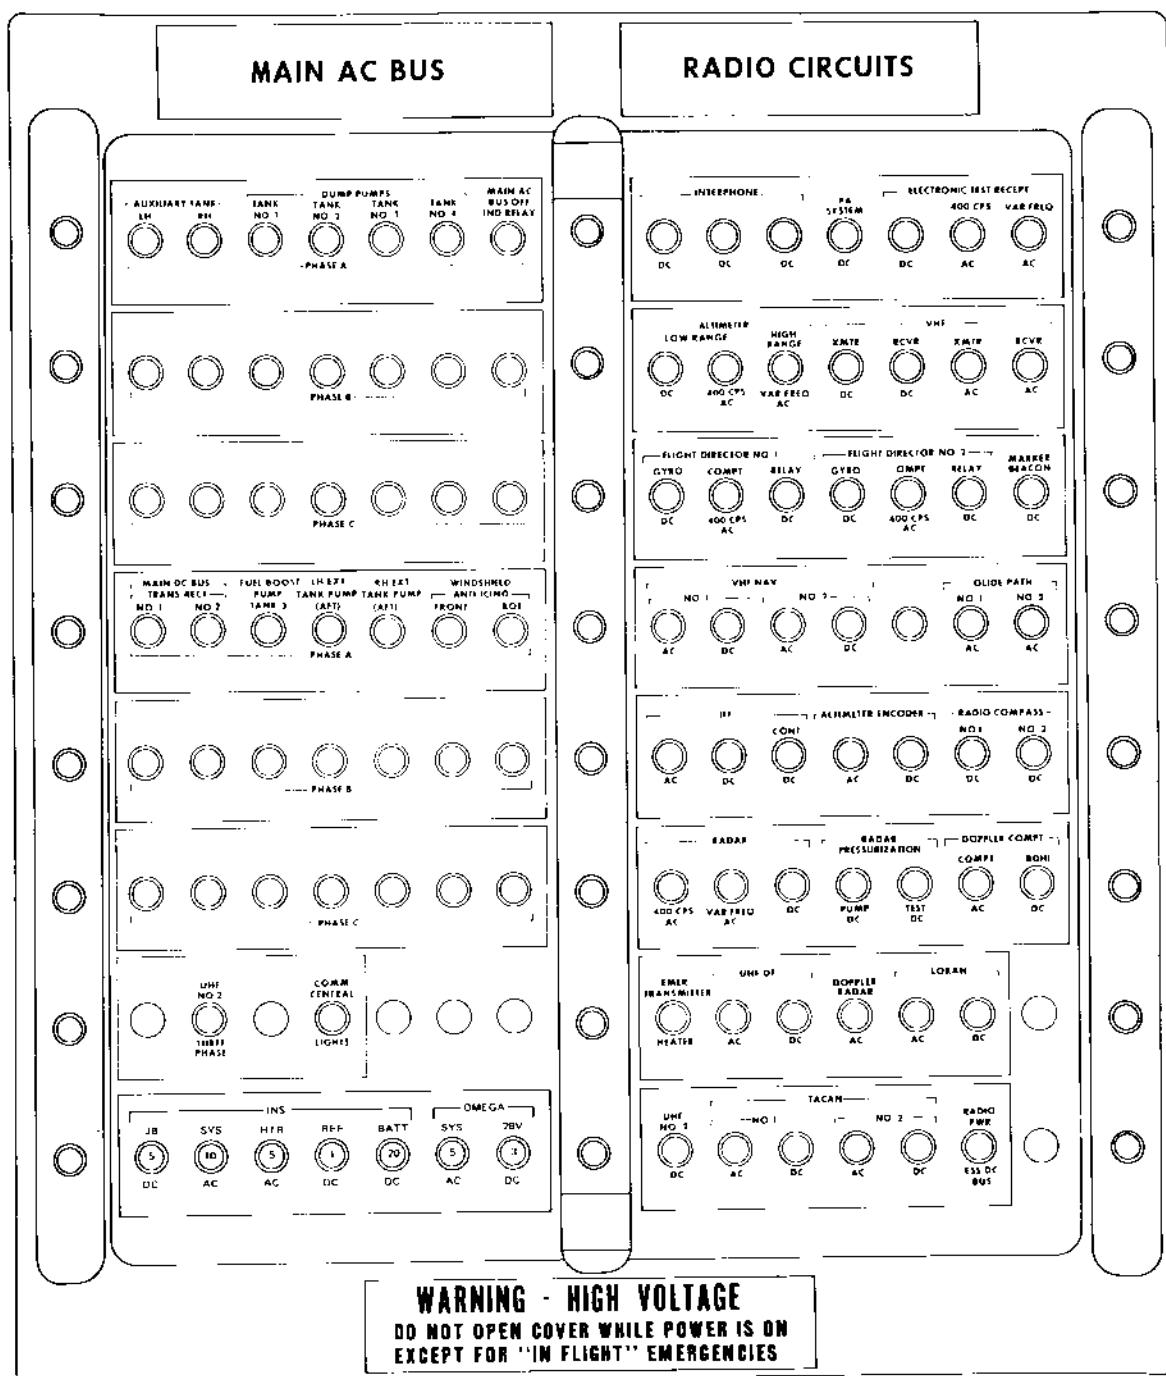 MAIN AC BUS
RADIO CIRCUITS
AUXILIARY TANK
LH RH
DUMP PUMPS
TANK NO 1
TANK NO 2
TANK NO 3
TANK NO 4
MAIN AC BUS OFF IND RELAY
PHASE A
PHASE B
PHASE C
MAIN DC BUS TRANS RECT
NO 1 NO 2
FUEL BOOST PUMP TANK 3
LH EXT TANK PUMP (AFT)
RH EXT TANK PUMP (AFT)
WINDSHIELD ANTI ICING
FRONT
PHASE A
PHASE B
PHASE C
UHF NO 2
THREE PHASE
COMM CENTRAL
LIGHTS
INS
OMEGA
JB SYS HTR REF BATT SYS 28V
5 10 5 1 20 5 3
DC AC AC DC DC AC DC
INTERPHONE
PA SYSTEM
ELECTRONIC TEST RECEPT
400 CPS VAR FREQ
DC DC DC DC DC AC AC
ALTIMETER
LOW RANGE
HIGH RANGE
VHF
XMTR RCVR XMTR RCVR
DC 400 CPS AC VAR FREQ AC DC DC AC AC
FLIGHT DIRECTOR NO 1
FLIGHT DIRECTOR NO 2
MARKER BEACON
GYRO COMPT RELAY GYRO OMPT RELAY
DC 400 CPS AC DC DC 400 CPS AC DC DC
VHF NAV
GLIDE PATH
NO 1 NO 2 NO 1 NO 2
AC DC AC DC AC AC
CONT
ALTIMETER ENCODER
RADIO COMPASS
NO 1 NO 2
AC DC DC AC DC DC DC
RADAR
RADAR PRESSURIZATION
DOPPLER COMPT
COMPT BDHI
400 CPS AC VAR FREQ AC DC PUMP DC TEST DC AC DC
EMER TRANSMITTER
UHF DF
DOPPLER RADAR
LORAN
HEATER AC DC AC AC DC
UHF
TACAN
NO 1 NO 2
RADIO PWR
DC AC DC AC DC ESS DC BUS
WARNING - HIGH VOLTAGE
DO NOT OPEN COVER WHILE POWER IS ON
EXCEPT FOR "IN FLIGHT" EMERGENCIES